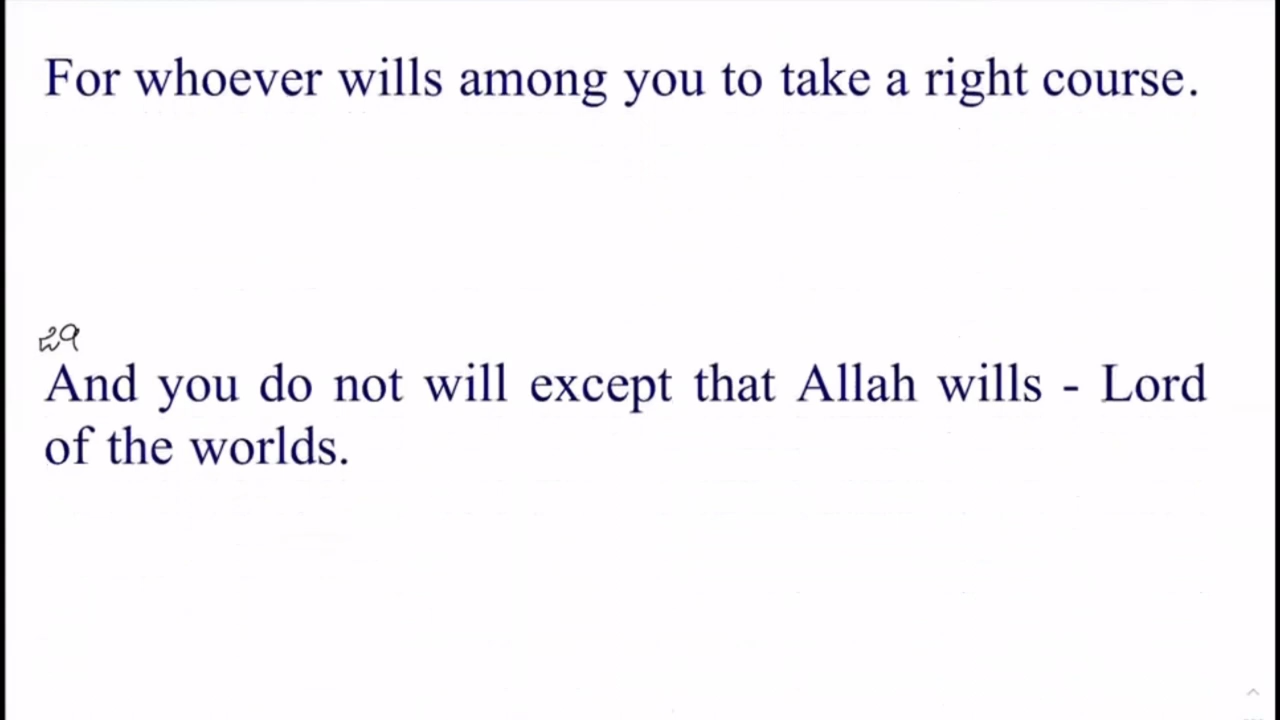 For whoever wills among you to take a right course.
29
And you do not will except that Allah wills - Lord
of the worlds.